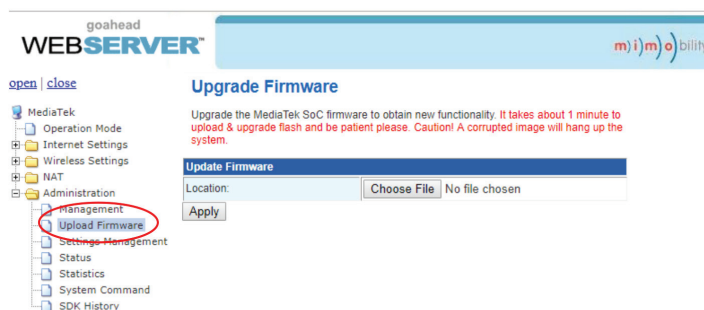 goahead
WEBSERVER™
m)i)m)o)bility
open | close
MediaTek
Operation Mode
Internet Settings
Wireless Settings
NAT
Administration
Management
Upload Firmware
Settings Management
Status
Statistics
System Command
SDK History
Upgrade Firmware
Upgrade the MediaTek SoC firmware to obtain new functionality. It takes about 1 minute to
upload & upgrade flash and be patient please. Caution! A corrupted image will hang up the
system.
Update Firmware
Location: Choose File No file chosen
Apply